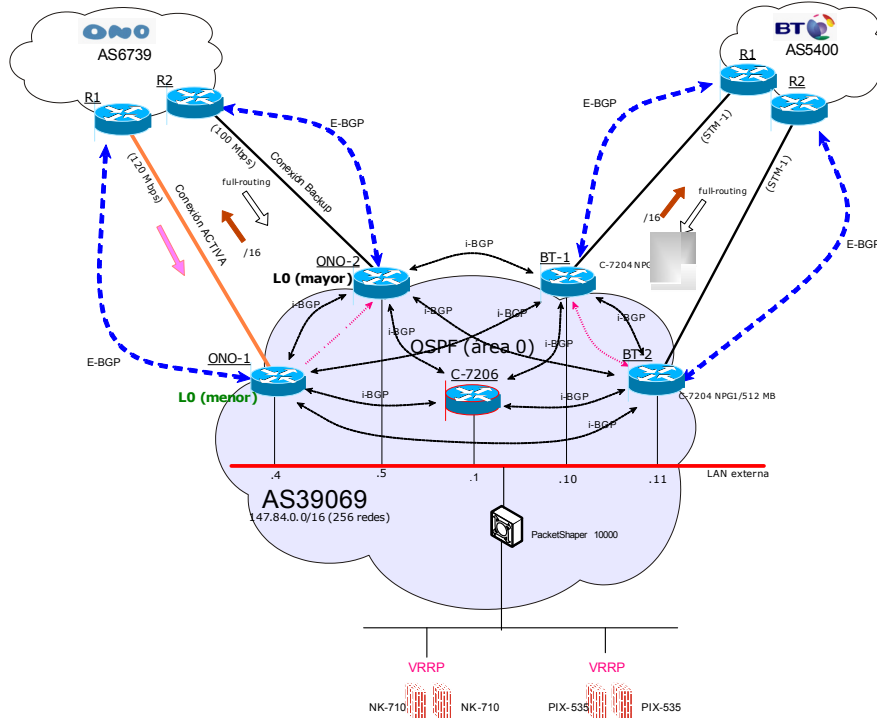 ONO
AS6739
R2
R1
BT
AS5400
R1
R2
E-BGP
E-BGP
(100 Mbps)
Conexión Backup
(120 Mbps)
Conexión ACTIVA
full-routing
/16
(STM-1)
(STM-1)
full-routing
/16
E-BGP
E-BGP
i-BGP
ONO-2
L0 (mayor)
BT-1
C-7204 NPG
i-BGP
i-BGP
i-BGP
i-BGP
i-BGP
i-BGP
OSPF (área 0)
ONO-1
L0 (menor)
C-7206
BT-2
C-7204 NPG1/512 MB
i-BGP
i-BGP
i-BGP
.4
.5
.1
.10
.11
LAN externa
AS39069
147.84.0.0/16 (256 redes)
PacketShaper 10000
VRRP
VRRP
NK-710
NK-710
PIX-535
PIX-535